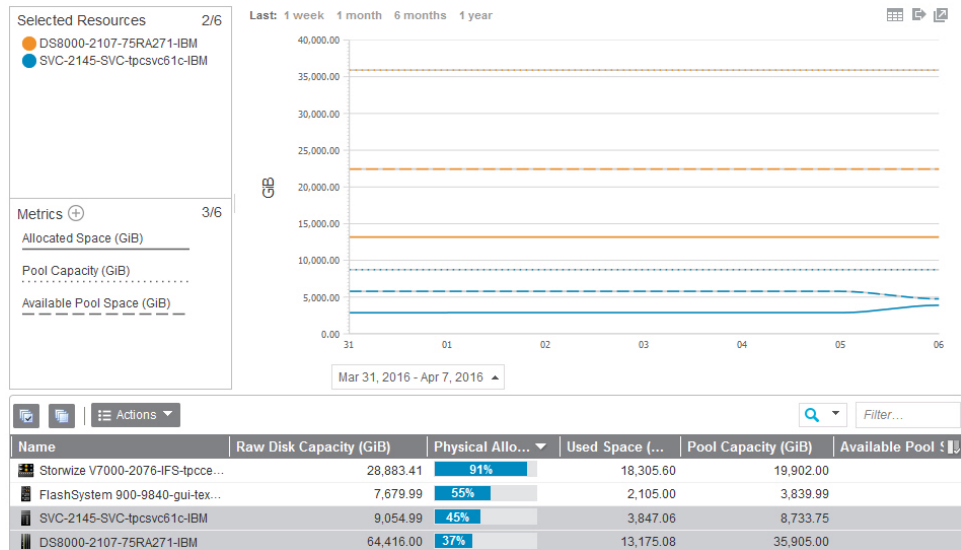 Selected Resources 2/6
DS8000-2107-75RA271-IBM
SVC-2145-SVC-tpcsvc61c-IBM
Metrics 3/6
Allocated Space (GiB)
Pool Capacity (GiB)
Available Pool Space (GiB)
Last: 1 week 1 month 6 months 1 year
40,000.00
35,000.00
30,000.00
25,000.00
20,000.00
15,000.00
10,000.00
5,000.00
0.00
GiB
31 01 02 03 04 05 06
Mar 31, 2016 - Apr 7, 2016
Actions
Filter...
Name Raw Disk Capacity (GiB) Physical Allo... Used Space (... Pool Capacity (GiB) Available Pool S
Storwize V7000-2076-IFS-tpcce... 28,883.41 91% 18,305.60 19,902.00
FlashSystem 900-9840-gui-tex... 7,679.99 55% 2,105.00 3,839.99
SVC-2145-SVC-tpcsvc61c-IBM 9,054.99 45% 3,847.06 8,733.75
DS8000-2107-75RA271-IBM 64,416.00 37% 13,175.08 35,905.00